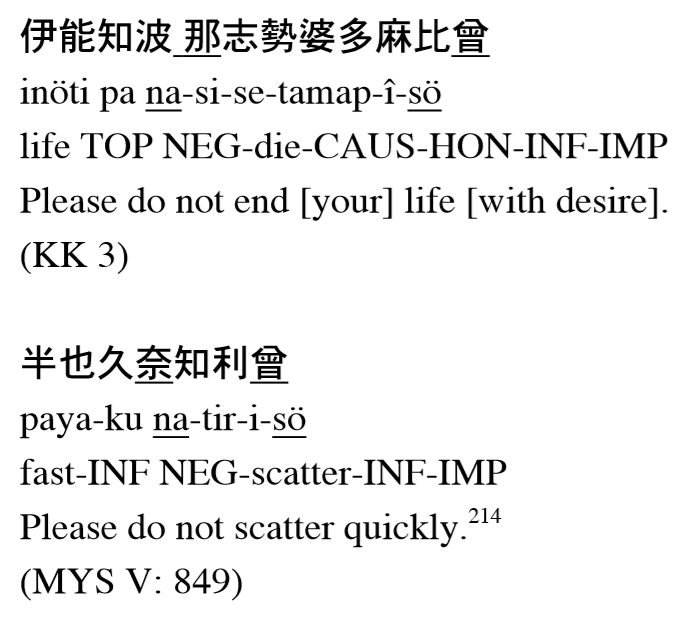 伊能知波 那志勢婆多麻比曾
inöti pa na-si-se-tamap-î-sö
life TOP NEG-die-CAUS-HON-INF-IMP
Please do not end [your] life [with desire].
(KK 3)
半也久奈知利曾
paya-ku na-tir-i-sö
fast-INF NEG-scatter-INF-IMP
Please do not scatter quickly.214
(MYS V: 849)